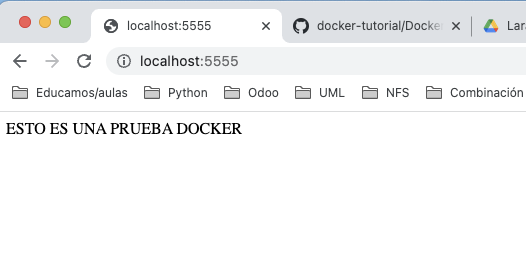 localhost:5555
docker-tutorial/Docker
Lara
localhost:5555
Educamos/aulas
Python
Odoo
UML
NFS
Combinación
ESTO ES UNA PRUEBA DOCKER